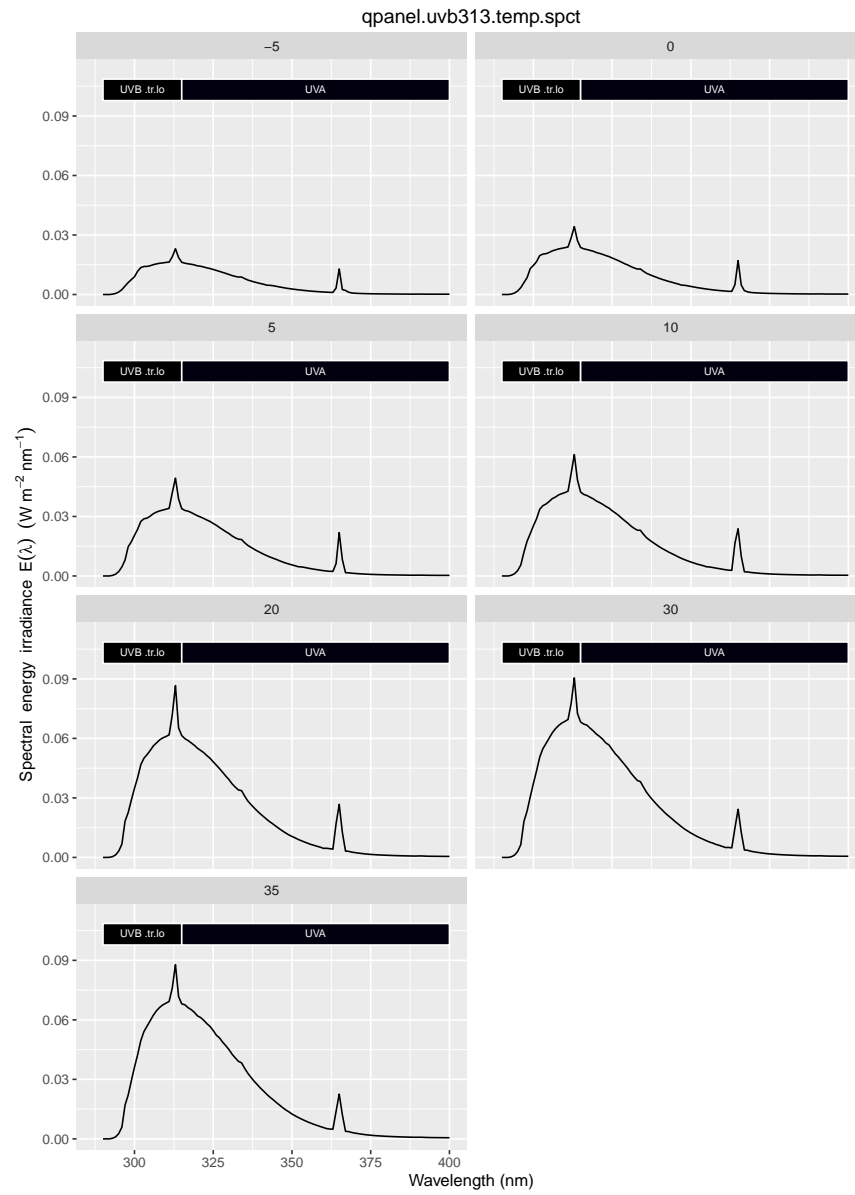 qpanel.uvb313.temp.spct
−5
0
UVB .tr.lo
UVA
UVB .tr.lo
UVA
0.09
0.06
0.03
0.00
5
10
UVB .tr.lo
UVA
UVB .tr.lo
UVA
0.09
0.06
0.03
0.00
20
30
UVB .tr.lo
UVA
UVB .tr.lo
UVA
0.09
0.06
0.03
0.00
35
UVB .tr.lo
UVA
0.09
0.06
0.03
0.00
300
325
350
375
400
Wavelength (nm)
Spectral energy irradiance E(λ) (W m⁻² nm⁻¹)